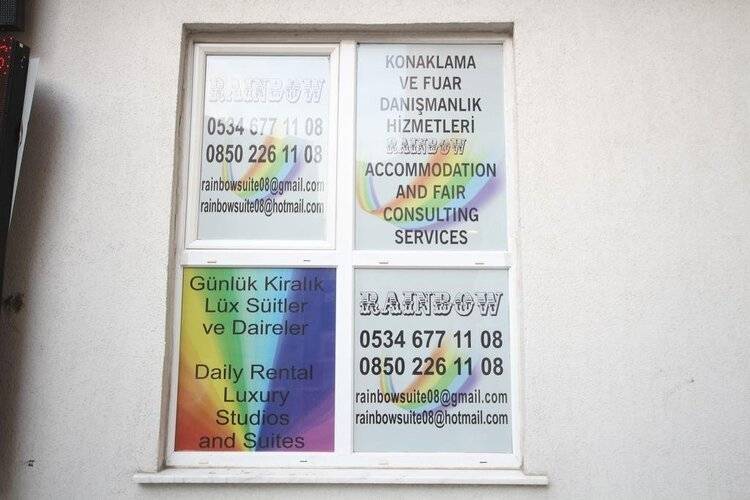 RAINBOW
0534 677 11 08
0850 226 11 08
rainbowsuite08@gmail.com
rainbowsuite08@hotmail.com
KONAKLAMA
VE FUAR
DANIŞMANLIK
HİZMETLERİ
RAINBOW
ACCOMMODATION
AND FAIR
CONSULTING
SERVICES
Günlük Kiralık
Lüx Süitler
ve Daireler
Daily Rental
Luxury
Studios
and Suites
RAINBOW
0534 677 11 08
0850 226 11 08
rainbowsuite08@gmail.com
rainbowsuite08@hotmail.com